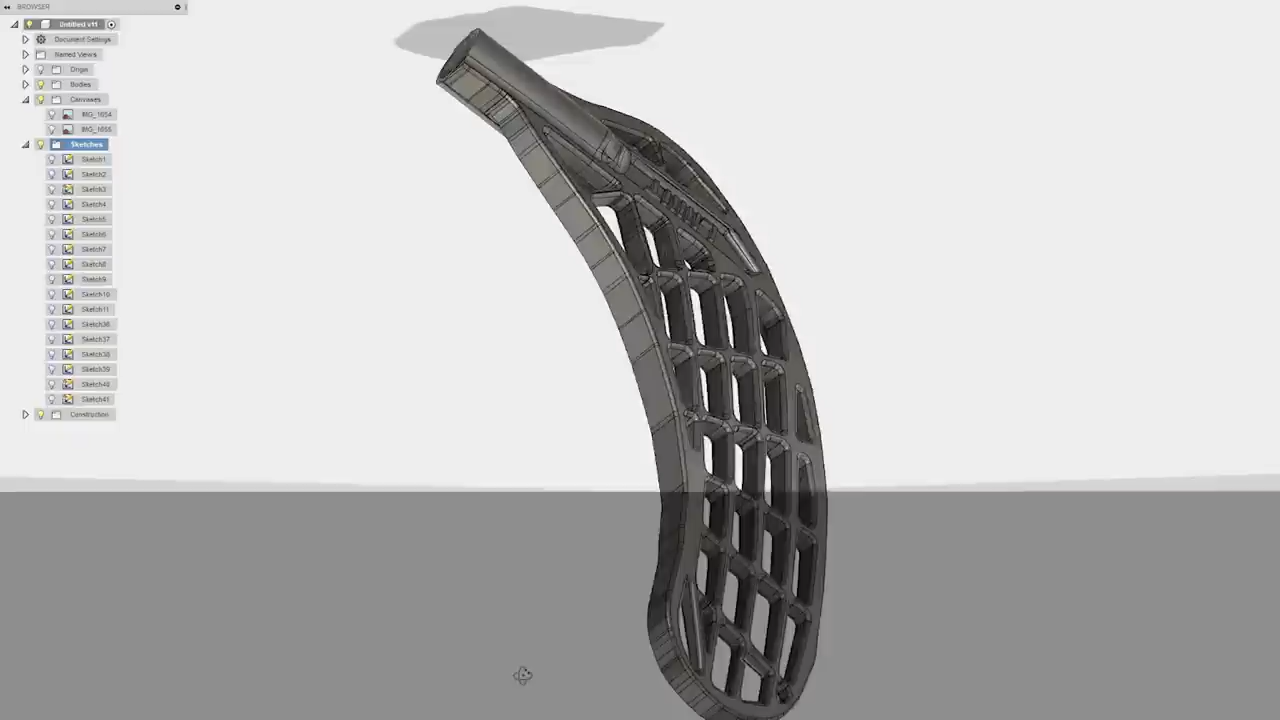 BROWSER
Untitled v11
Document Settings
Named Views
Origin
Bodies
Canvases
IMG_1654
IMG_1655
Sketches
Sketch1
Sketch2
Sketch3
Sketch4
Sketch5
Sketch6
Sketch7
Sketch8
Sketch9
Sketch10
Sketch11
Sketch36
Sketch37
Sketch38
Sketch39
Sketch40
Sketch41
Construction